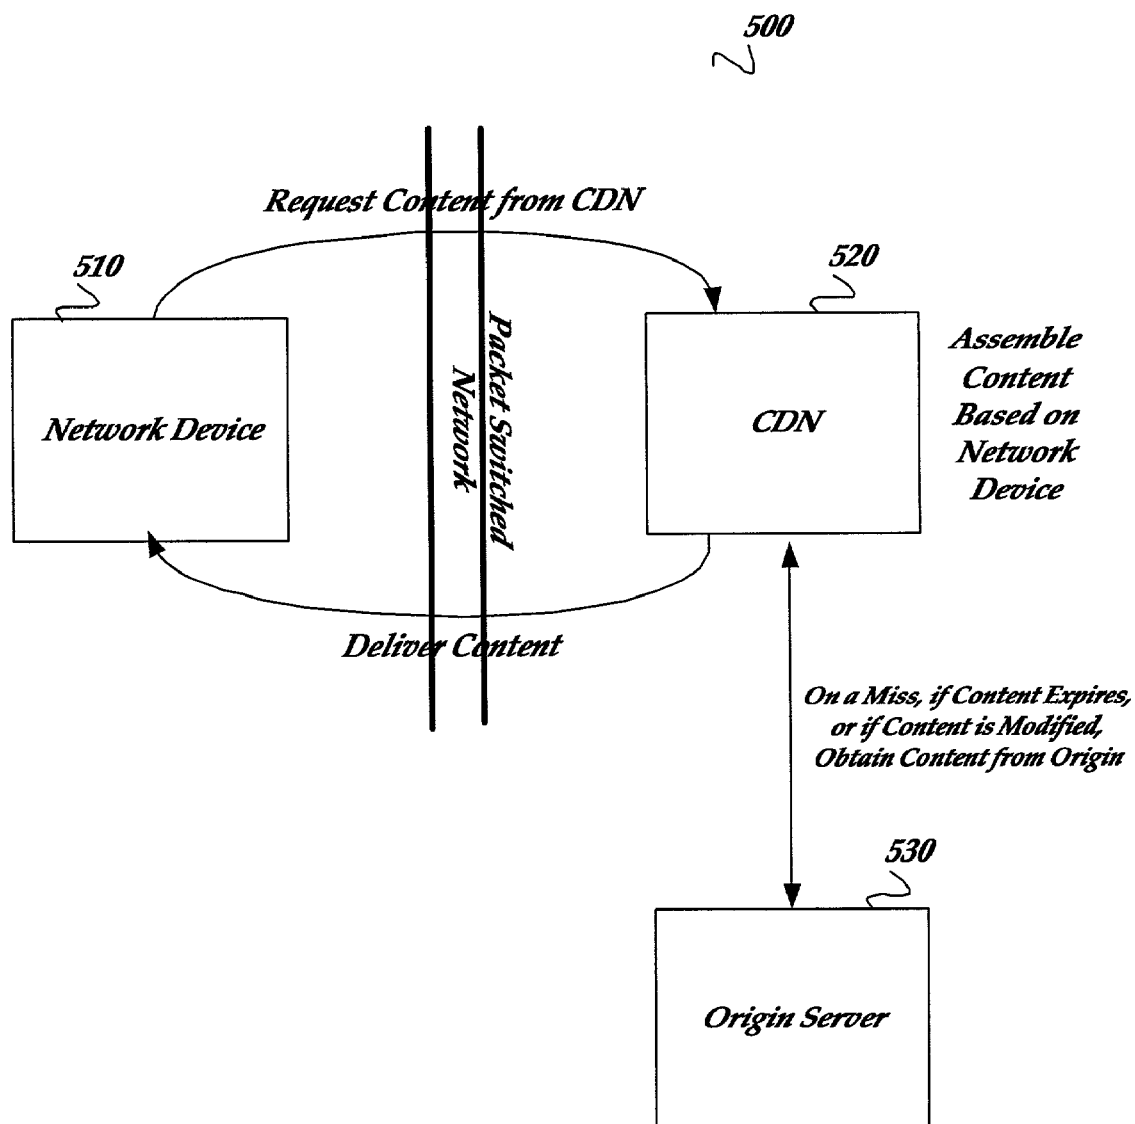 500
Request Content from CDN
510
520
Network Device
Packet Switched
Network
CDN
Assemble
Content
Based on
Network
Device
Deliver Content
On a Miss, if Content Expires,
or if Content is Modified,
Obtain Content from Origin
530
Origin Server